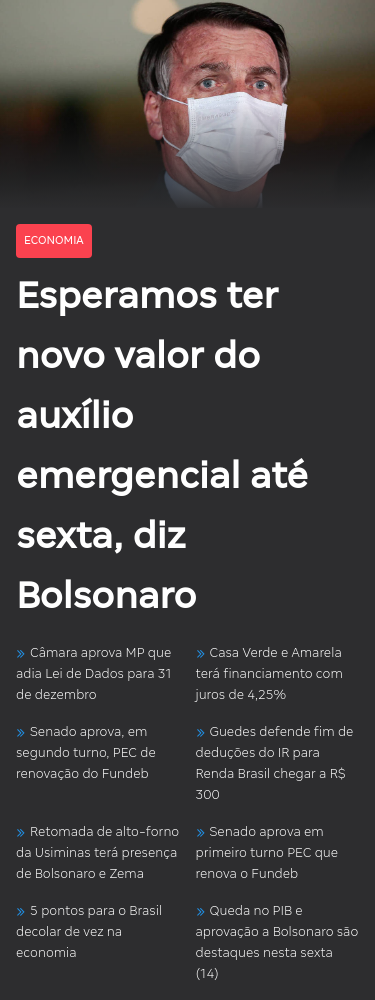 ECONOMIA
Esperamos ter
novo valor do
auxílio
emergencial até
sexta, diz
Bolsonaro
» Câmara aprova MP que
adia Lei de Dados para 31
de dezembro
» Casa Verde e Amarela
terá financiamento com
juros de 4,25%
» Senado aprova, em
segundo turno, PEC de
renovação do Fundeb
» Guedes defende fim de
deduções do IR para
Renda Brasil chegar a R$
300
» Retomada de alto-forno
da Usiminas terá presença
de Bolsonaro e Zema
» Senado aprova em
primeiro turno PEC que
renova o Fundeb
» 5 pontos para o Brasil
decolar de vez na
economia
» Queda no PIB e
aprovação a Bolsonaro são
destaques nesta sexta
(14)